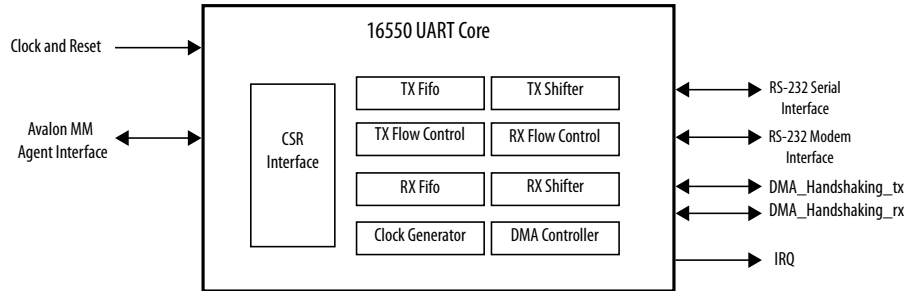 16550 UART Core
Clock and Reset
Avalon MM
Agent Interface
CSR
Interface
TX Fifo
TX Shifter
TX Flow Control
RX Flow Control
RX Fifo
RX Shifter
Clock Generator
DMA Controller
RS-232 Serial
Interface
RS-232 Modem
Interface
DMA_Handshaking_tx
DMA_Handshaking_rx
IRQ